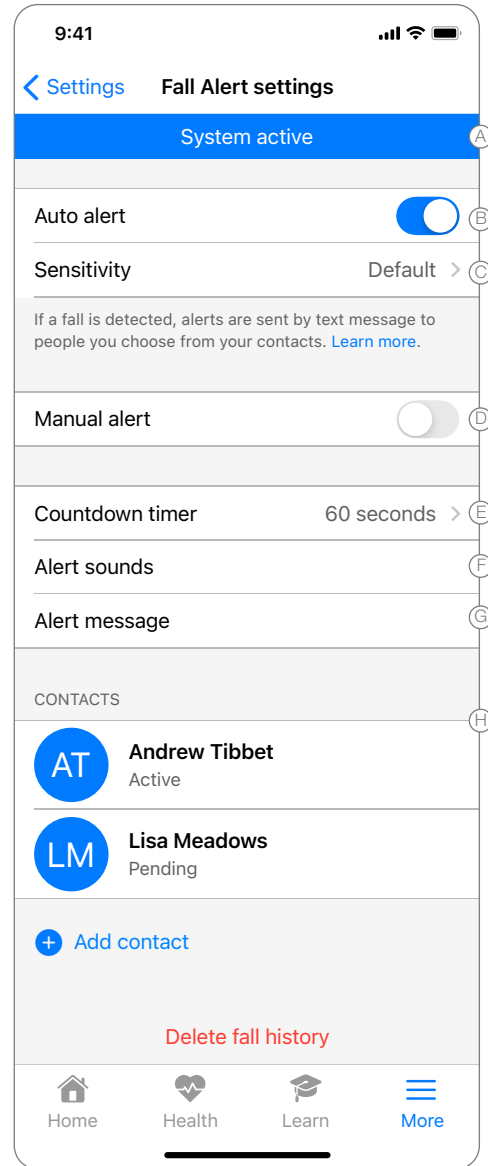 9:41
Settings Fall Alert settings
System active A
Auto alert B
Sensitivity Default C
If a fall is detected, alerts are sent by text message to
people you choose from your contacts. Learn more.
Manual alert D
Countdown timer 60 seconds E
Alert sounds F
Alert message G
CONTACTS
H
AT Andrew Tibbet
Active
LM Lisa Meadows
Pending
Add contact
Delete fall history
Home Health Learn More